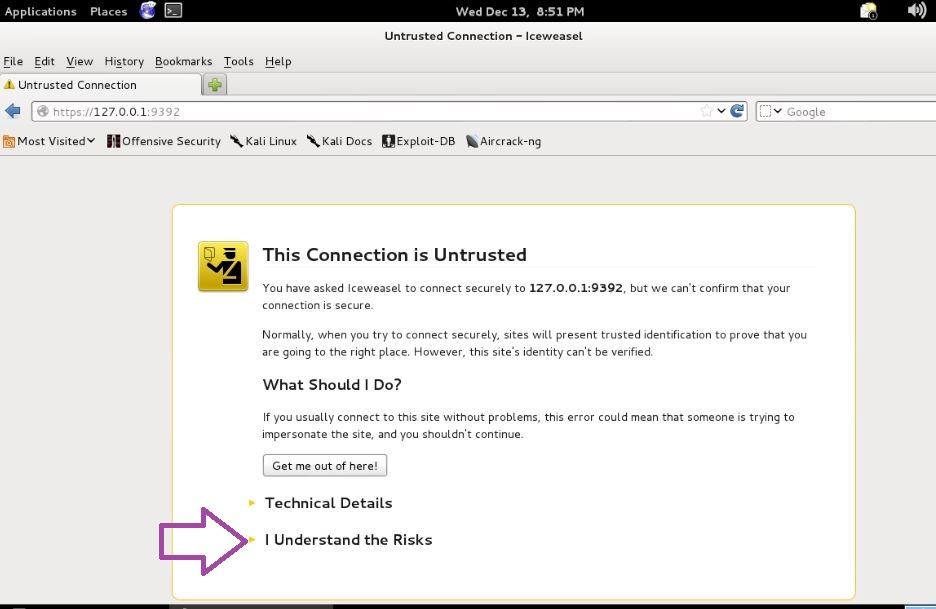 Applications Places Wed Dec 13, 8:51 PM
Untrusted Connection - Iceweasel
File Edit View History Bookmarks Tools Help
Untrusted Connection
https://127.0.0.1:9392 Google
Most Visited Offensive Security Kali Linux Kali Docs Exploit-DB Aircrack-ng
This Connection is Untrusted
You have asked Iceweasel to connect securely to 127.0.0.1:9392, but we can't confirm that your
connection is secure.
Normally, when you try to connect securely, sites will present trusted identification to prove that you
are going to the right place. However, this site's identity can't be verified.
What Should I Do?
If you usually connect to this site without problems, this error could mean that someone is trying to
impersonate the site, and you shouldn't continue.
Get me out of here!
Technical Details
I Understand the Risks